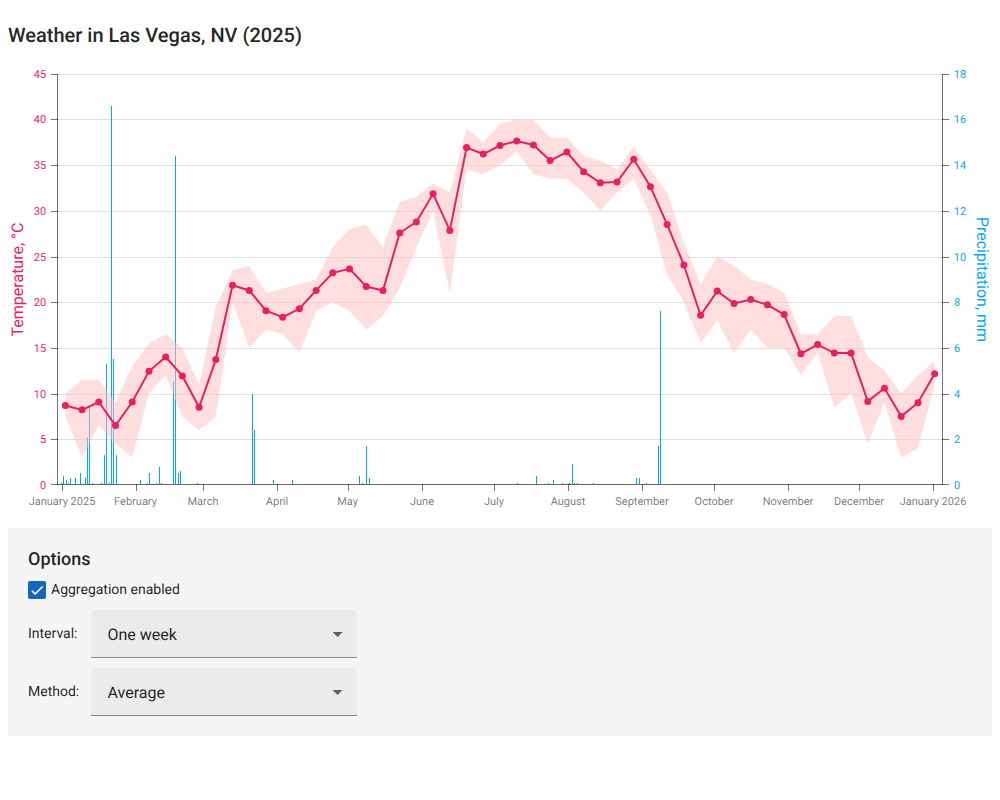 Weather in Las Vegas, NV (2025)
45
40
35
30
25
20
15
10
5
0
Temperature, °C
18
16
14
12
10
8
6
4
2
0
Precipitation, mm
January 2025 February March April May June July August September October November December January 2026
Options
Aggregation enabled
Interval: One week
Method: Average